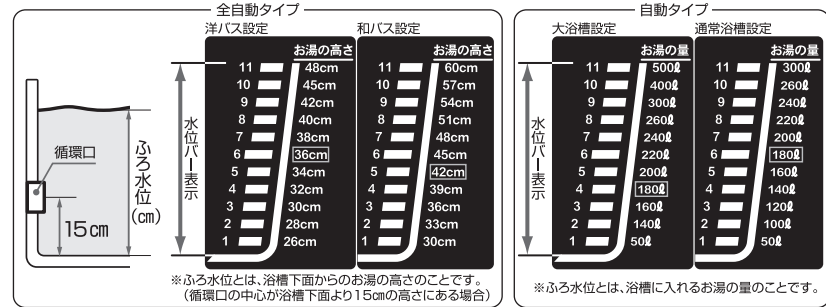 全自動タイプ
洋バス設定
お湯の高さ
11 48cm
10 45cm
9 42cm
8 40cm
7 38cm
6 36cm
5 34cm
4 32cm
3 30cm
2 28cm
1 26cm
水位バー表示
和バス設定
お湯の高さ
11 60cm
10 57cm
9 54cm
8 51cm
7 48cm
6 45cm
5 42cm
4 39cm
3 36cm
2 33cm
1 30cm
循環口
15㎝
ふろ水位(㎝)
※ふろ水位とは、浴槽下面からのお湯の高さのことです。
(循環口の中心が浴槽下面より15㎝の高さにある場合)
自動タイプ
大浴槽設定
お湯の量
11 500ℓ
10 400ℓ
9 300ℓ
8 260ℓ
7 240ℓ
6 220ℓ
5 200ℓ
4 180ℓ
3 160ℓ
2 140ℓ
1 50ℓ
水位バー表示
通常浴槽設定
お湯の量
11 300ℓ
10 260ℓ
9 240ℓ
8 220ℓ
7 200ℓ
6 180ℓ
5 160ℓ
4 140ℓ
3 120ℓ
2 100ℓ
1 50ℓ
※ふろ水位とは、浴槽に入れるお湯の量のことです。